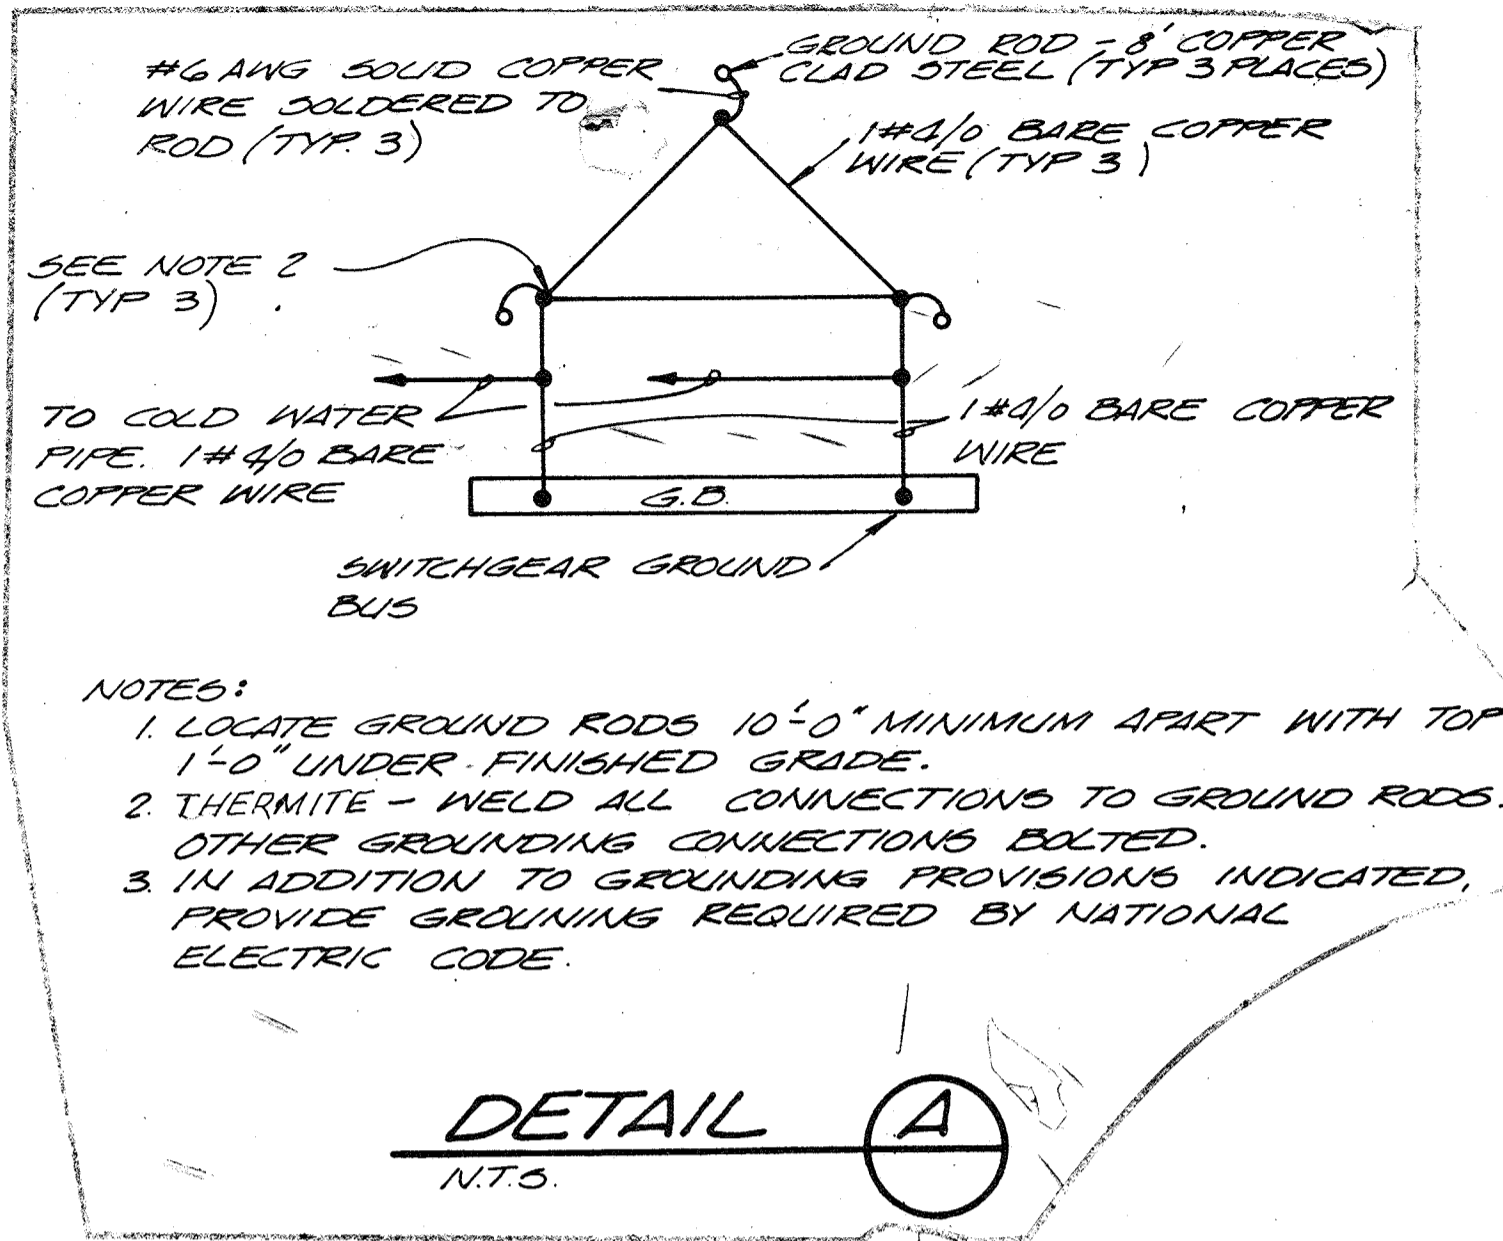 #6 AWG SOLID COPPER
WIRE SOLDERED TO
ROD (TYP. 3)
GROUND ROD - 8' COPPER
CLAD STEEL (TYP 3 PLACES)
1#4/0 BARE COPPER
WIRE (TYP 3)
SEE NOTE 2
(TYP 3)
TO COLD WATER
PIPE. 1#4/0 BARE
COPPER WIRE
1#4/0 BARE COPPER
WIRE
G.B.
SWITCHGEAR GROUND
BUS
NOTES:
1. LOCATE GROUND RODS 10'-0" MINIMUM APART WITH TOP
1'-0" UNDER FINISHED GRADE.
2. THERMITE - WELD ALL CONNECTIONS TO GROUND RODS.
OTHER GROUNDING CONNECTIONS BOLTED.
3. IN ADDITION TO GROUNDING PROVISIONS INDICATED,
PROVIDE GROUNING REQUIRED BY NATIONAL
ELECTRIC CODE.
DETAIL A
N.T.S.